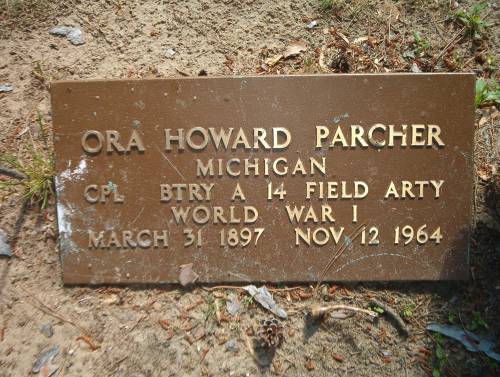 ORA HOWARD PARCHER
MICHIGAN
CPL BTRY A 14 FIELD ARTY
WORLD WAR I
MARCH 31 1897 NOV 12 1964